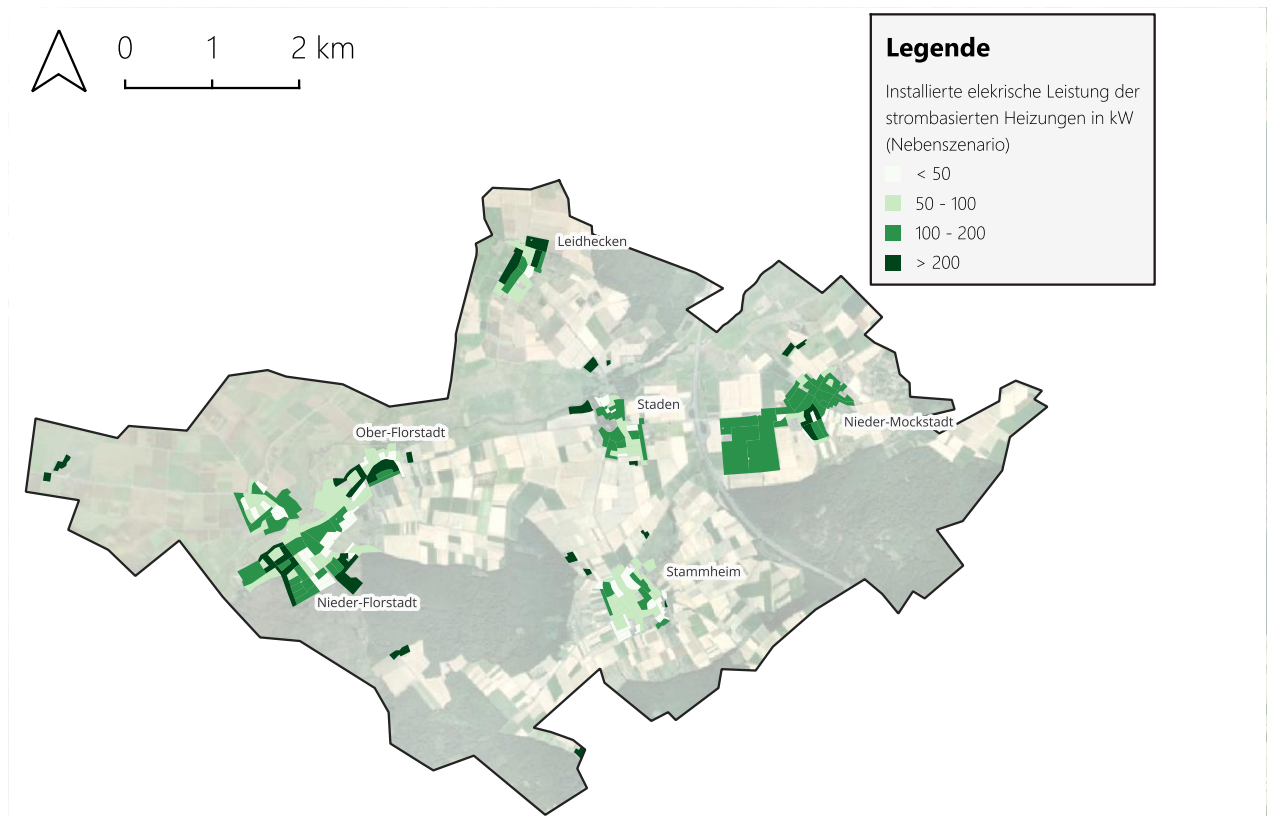 0 1 2 km
Legende
Installierte elekrische Leistung der
strombasierten Heizungen in kW
(Nebenszenario)
< 50
50 - 100
100 - 200
> 200
Leidhecken
Staden
Nieder-Mockstadt
Ober-Florstadt
Stammheim
Nieder-Florstadt